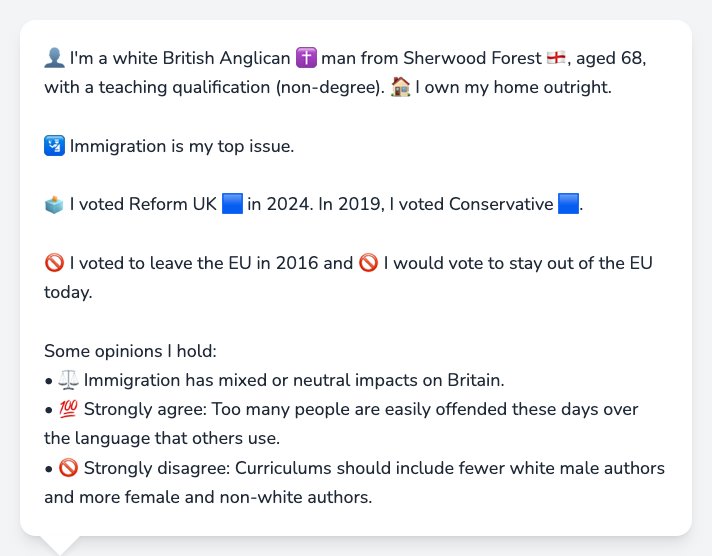 👤 I'm a white British Anglican ✝️ man from Sherwood Forest 🏴󠁧󠁢󠁥󠁮󠁧󠁿, aged 68,
with a teaching qualification (non-degree). 🏠 I own my home outright.
🛂 Immigration is my top issue.
🗳️ I voted Reform UK 🟦 in 2024. In 2019, I voted Conservative 🟦.
🚫 I voted to leave the EU in 2016 and 🚫 I would vote to stay out of the EU
today.
Some opinions I hold:
• ⚖️ Immigration has mixed or neutral impacts on Britain.
• 💯 Strongly agree: Too many people are easily offended these days over
the language that others use.
• 🚫 Strongly disagree: Curriculums should include fewer white male authors
and more female and non-white authors.